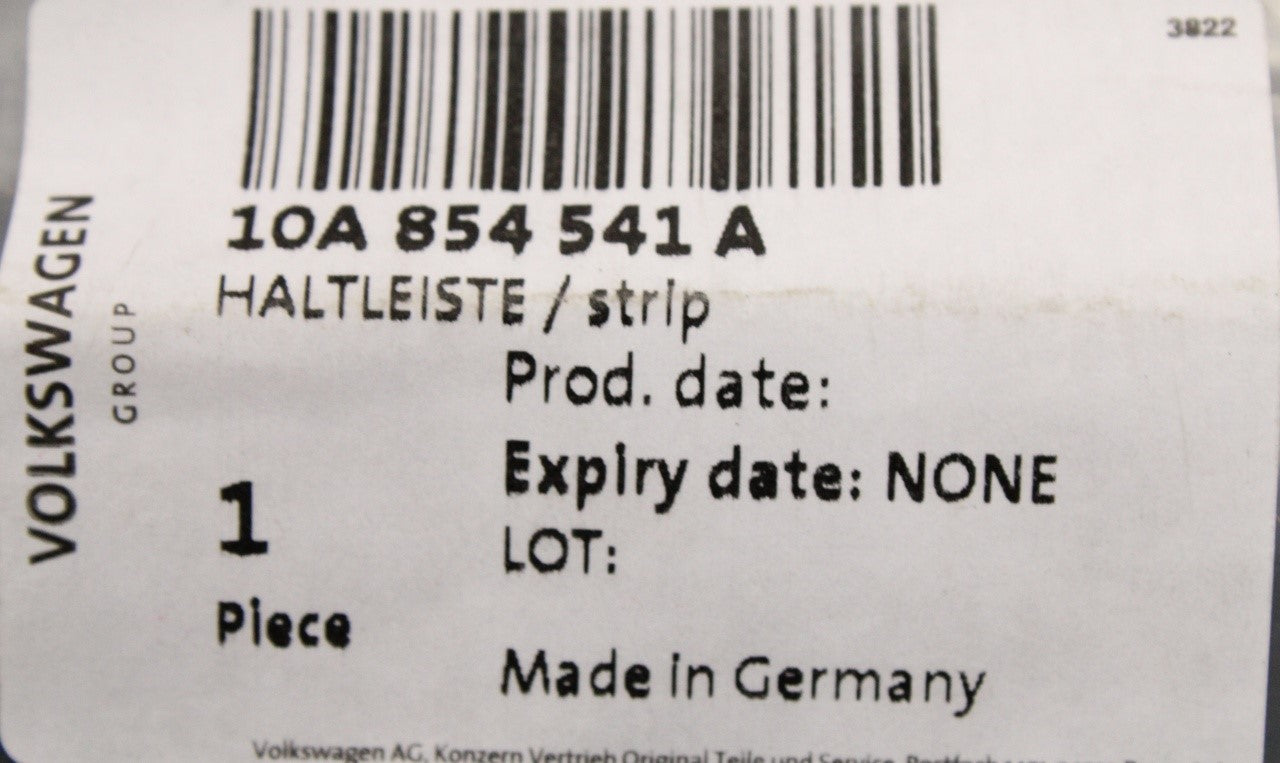 3822
10A 854 541 A
HALTLEISTE / strip
Prod. date:
Expiry date: NONE
LOT:
1
Piece
Made in Germany
VOLKSWAGEN
GROUP
Volkswagen AG, Konzern Vertrieb Original Teile und Service,